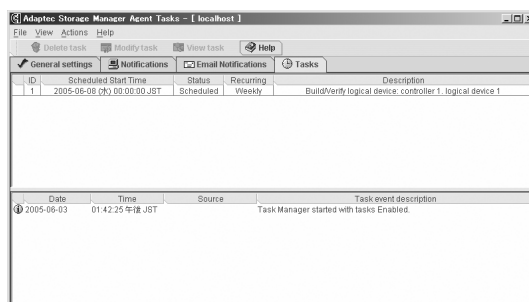 Adaptec Storage Manager Agent Tasks - [ localhost ]
File View Actions Help
Delete task Modify task View task Help
General settings Notifications Email Notifications Tasks
ID Scheduled Start Time Status Recurring Description
1 2005-06-08 (水) 00:00:00 JST Scheduled Weekly Build/Verify logical device: controller 1, logical device 1
Date Time Source Task event description
2005-06-03 01:42:25 午後 JST Task Manager started with tasks Enabled.